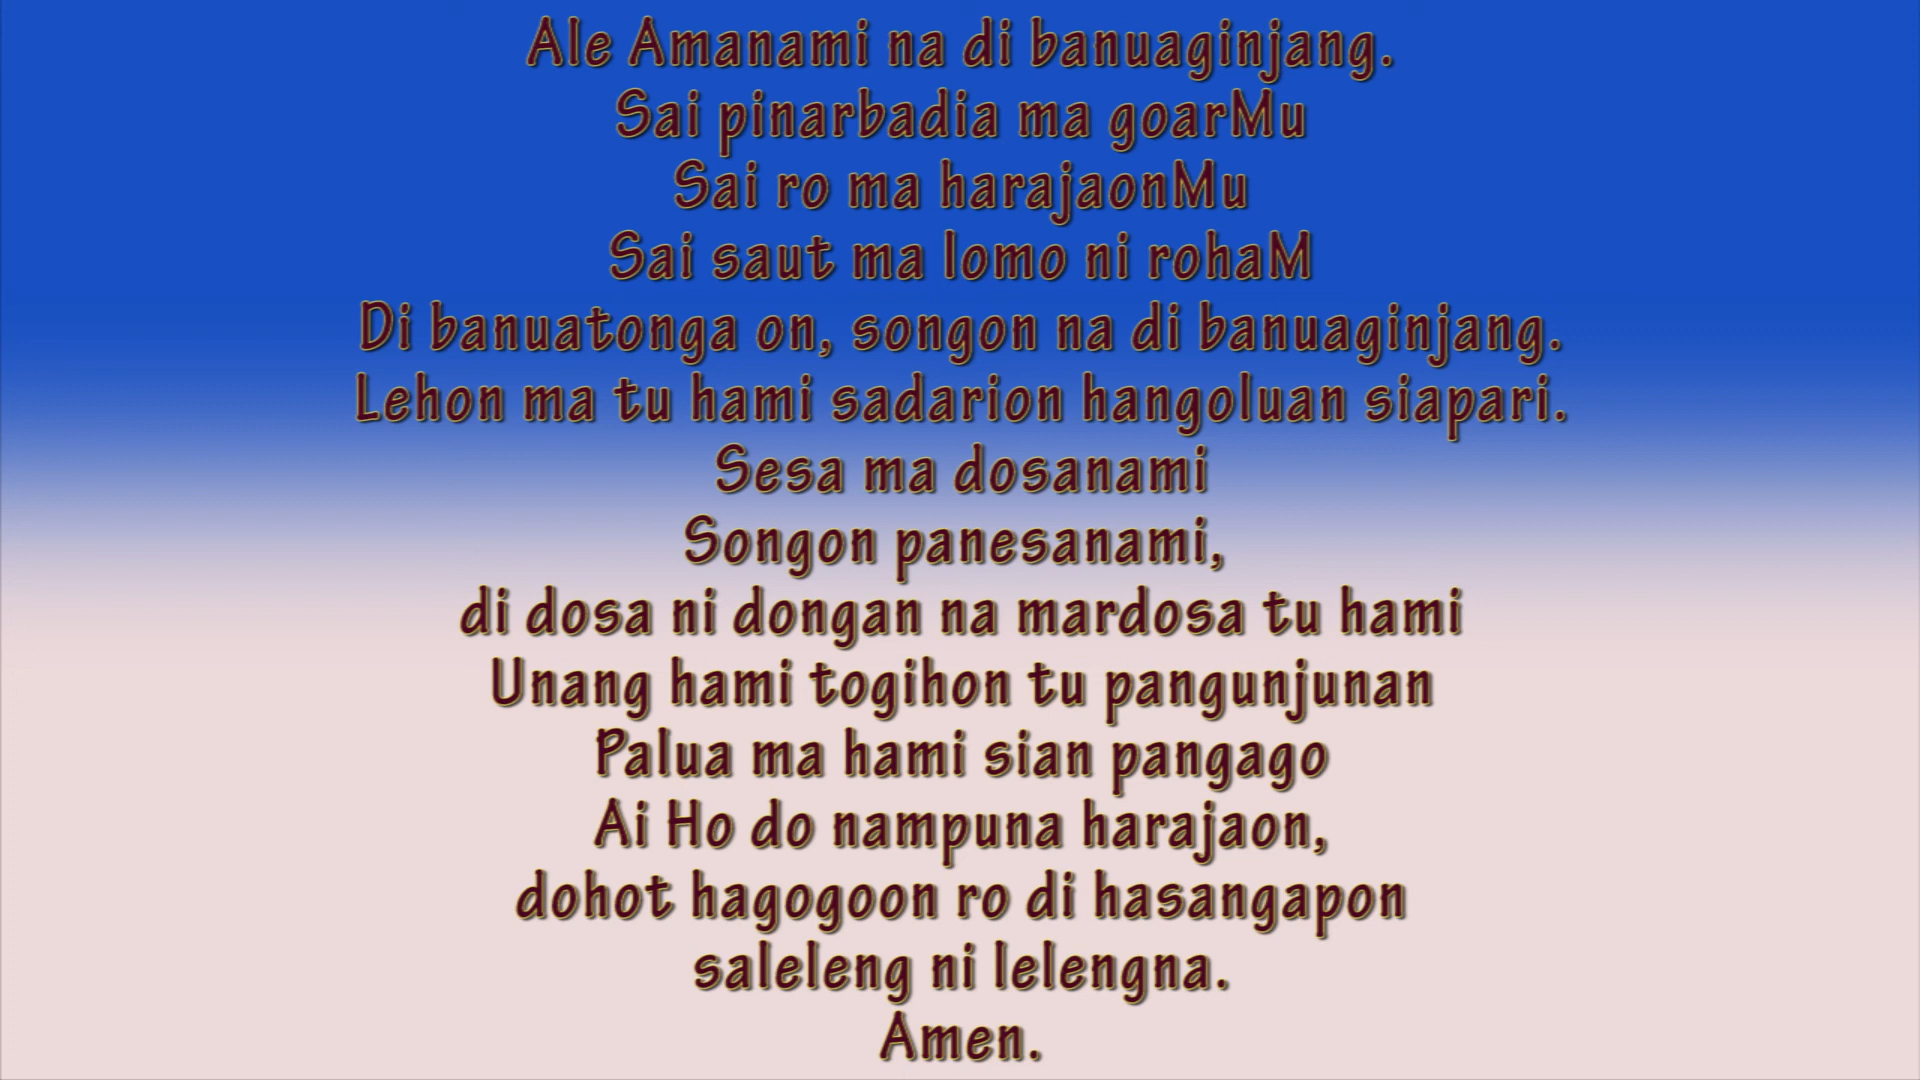 Ale Amanami na di banuaginjang.
Sai pinarbadia ma goarMu
Sai ro ma harajaonMu
Sai saut ma lomo ni rohaM
Di banuatonga on, songon na di banuaginjang.
Lehon ma tu hami sadarion hangoluan siapari.
Sesa ma dosanami
Songon panesanami,
di dosa ni dongan na mardosa tu hami
Unang hami togihon tu pangunjunan
Palua ma hami sian pangago
Ai Ho do nampuna harajaon,
dohot hagogoon ro di hasangapon
saleleng ni lelengna.
Amen.